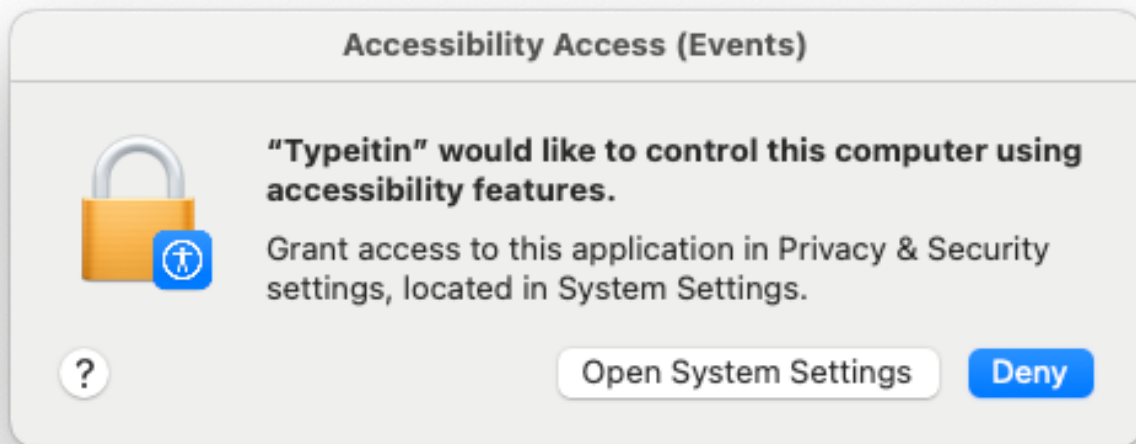 Accessibility Access (Events)
“Typeitin” would like to control this computer using
accessibility features.
Grant access to this application in Privacy & Security
settings, located in System Settings.
?
Open System Settings
Deny